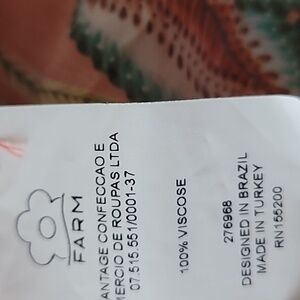 FARM
ANTAGE CONFECCAO E
MERCIO DE ROUPAS LTDA
07.515.551/0001-37
100% VISCOSE
276968
DESIGNED IN BRAZIL
MADE IN TURKEY
RN155200